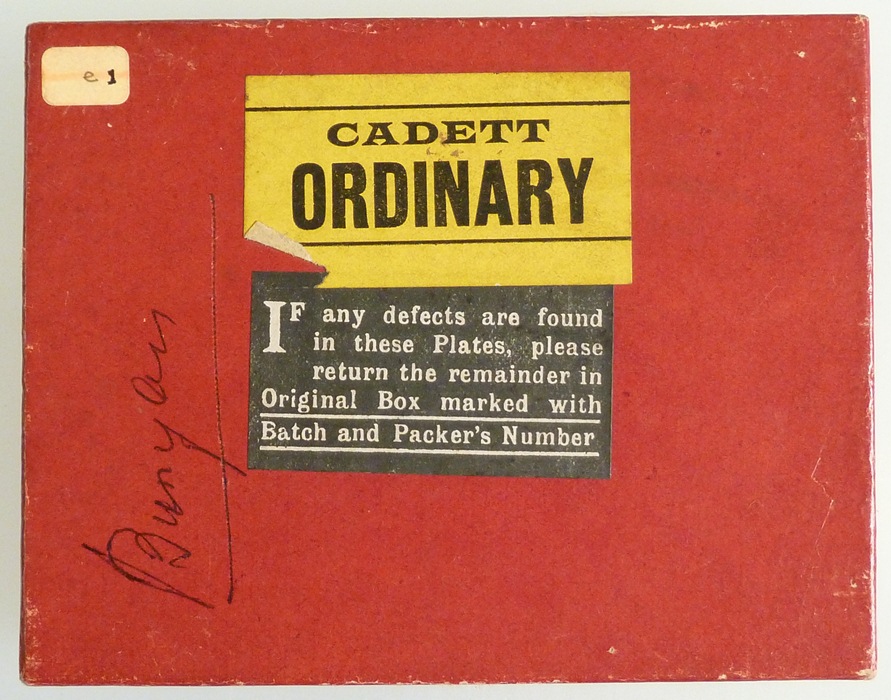 e 1
CADETT
ORDINARY
IF any defects are found
in these Plates, please
return the remainder in
Original Box marked with
Batch and Packer's Number
Bunyan